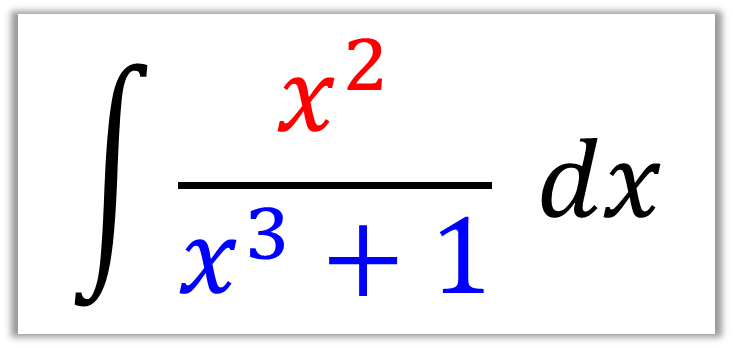 ∫ x² / (x³ + 1) dx